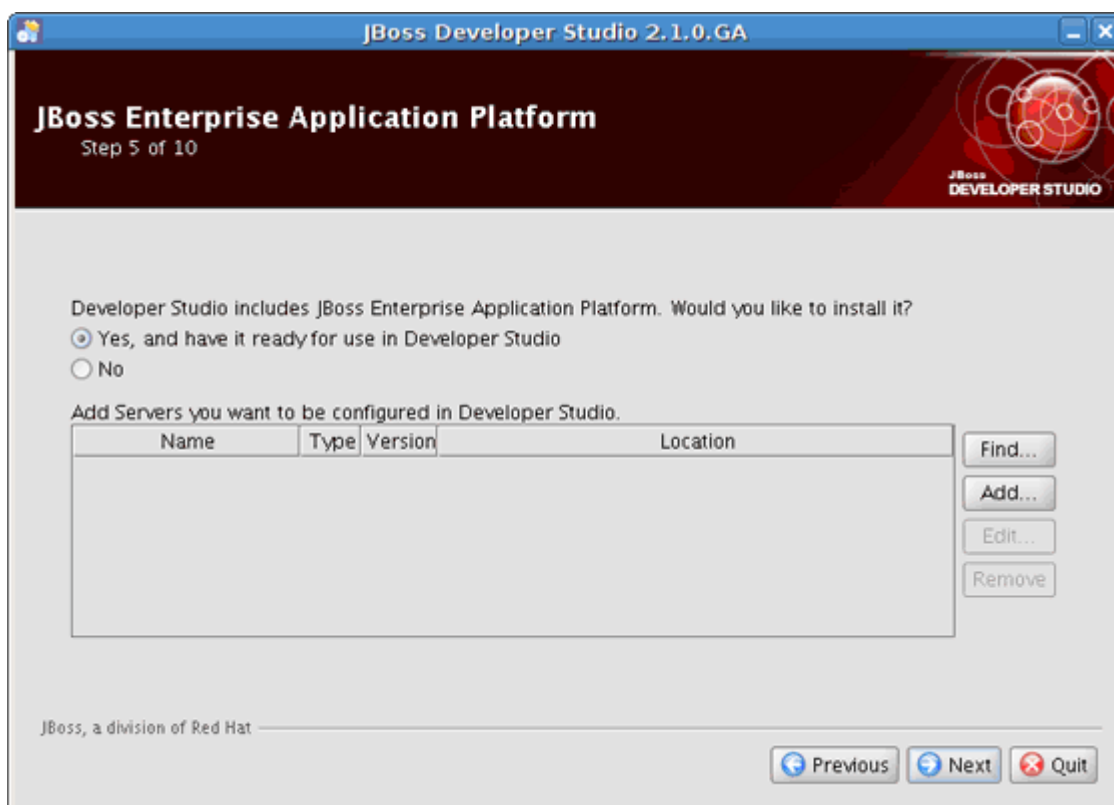 JBoss Developer Studio 2.1.0.GA
JBoss Enterprise Application Platform
Step 5 of 10
JBoss
DEVELOPER STUDIO
Developer Studio includes JBoss Enterprise Application Platform. Would you like to install it?
Yes, and have it ready for use in Developer Studio
No
Add Servers you want to be configured in Developer Studio.
Name Type Version Location
Find...
Add...
Edit...
Remove
JBoss, a division of Red Hat
Previous Next Quit